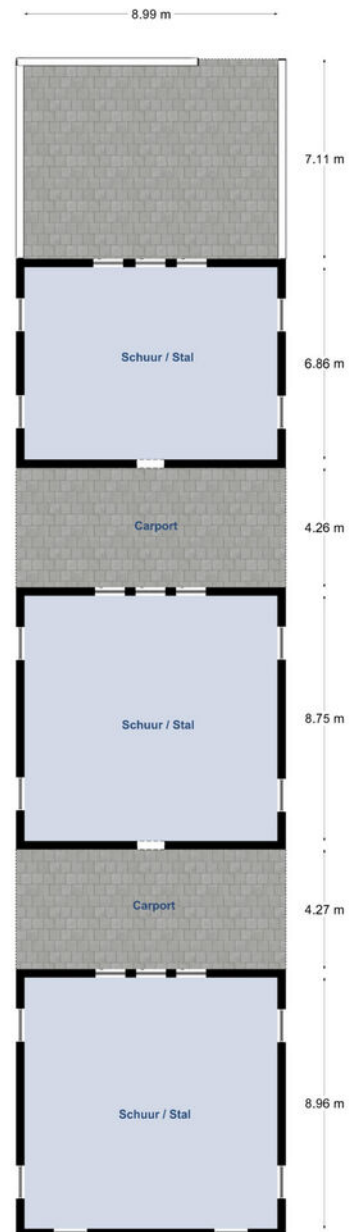 8.99 m
7.11 m
Schuur / Stal
6.86 m
Carport
4.26 m
Schuur / Stal
8.75 m
Carport
4.27 m
Schuur / Stal
8.96 m